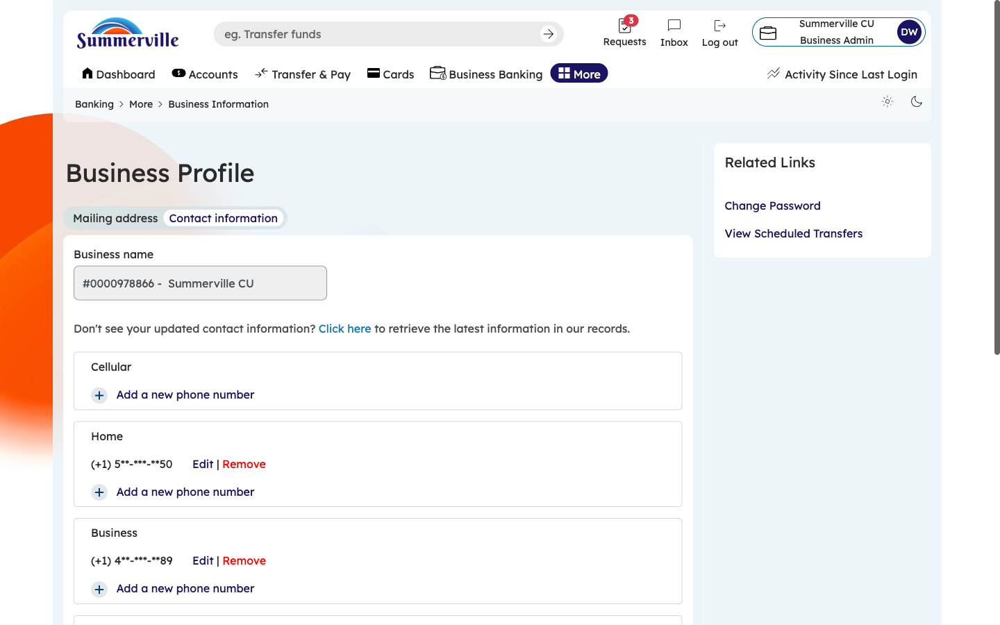 Summerville
eg. Transfer funds
3
Requests
Inbox
Log out
Summerville CU
Business Admin
DW
Dashboard
Accounts
Transfer & Pay
Cards
Business Banking
More
Activity Since Last Login
Banking > More > Business Information
Business Profile
Mailing address
Contact information
Business name
#0000978866 - Summerville CU
Don't see your updated contact information? Click here to retrieve the latest information in our records.
Cellular
Add a new phone number
Home
(+1) 5**-***-**50 Edit | Remove
Add a new phone number
Business
(+1) 4**-***-**89 Edit | Remove
Add a new phone number
Related Links
Change Password
View Scheduled Transfers